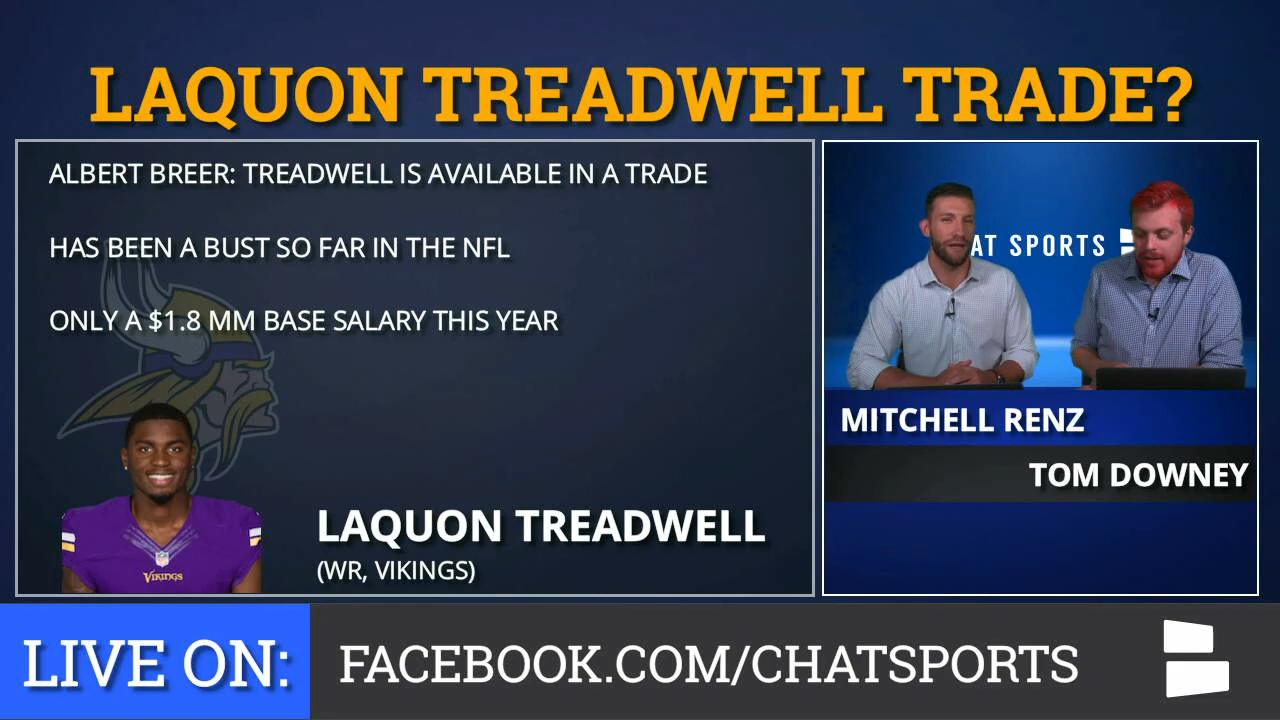 LAQUON TREADWELL TRADE?
ALBERT BREER: TREADWELL IS AVAILABLE IN A TRADE
HAS BEEN A BUST SO FAR IN THE NFL
ONLY A $1.8 MM BASE SALARY THIS YEAR
VIKINGS
LAQUON TREADWELL
(WR, VIKINGS)
AT SPORTS
MITCHELL RENZ
TOM DOWNEY
LIVE ON:
FACEBOOK.COM/CHATSPORTS